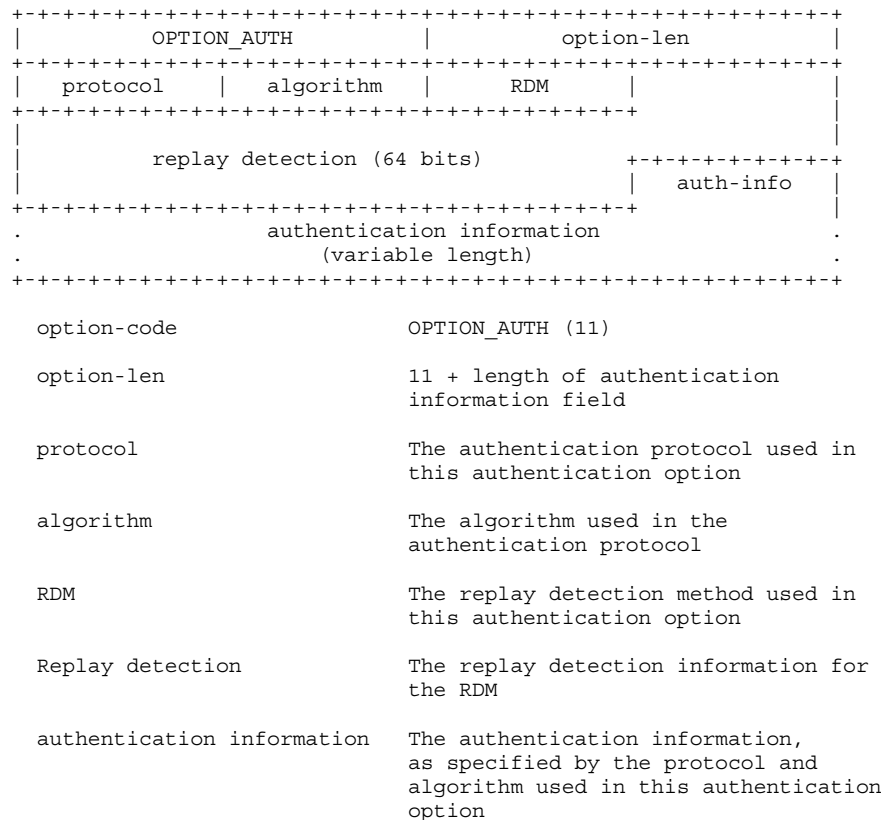 +-+-+-+-+-+-+-+-+-+-+-+-+-+-+-+-+-+-+-+-+-+-+-+-+-+-+-+-+-+-+-+-+
|          OPTION_AUTH          |          option-len           |
+-+-+-+-+-+-+-+-+-+-+-+-+-+-+-+-+-+-+-+-+-+-+-+-+-+-+-+-+-+-+-+-+
|   protocol    |   algorithm   |      RDM      |               |
+-+-+-+-+-+-+-+-+-+-+-+-+-+-+-+-+-+-+-+-+-+-+-+-+               |
|                                                               |
|          replay detection (64 bits)           +-+-+-+-+-+-+-+-+
|                                               |   auth-info   |
+-+-+-+-+-+-+-+-+-+-+-+-+-+-+-+-+-+-+-+-+-+-+-+-+               |
.                   authentication information                  .
.                       (variable length)                       .
+-+-+-+-+-+-+-+-+-+-+-+-+-+-+-+-+-+-+-+-+-+-+-+-+-+-+-+-+-+-+-+-+
option-code                  OPTION_AUTH (11)
option-len                   11 + length of authentication
information field
protocol                     The authentication protocol used in
this authentication option
algorithm                    The algorithm used in the
authentication protocol
RDM                          The replay detection method used in
this authentication option
Replay detection             The replay detection information for
the RDM
authentication information   The authentication information,
as specified by the protocol and
algorithm used in this authentication
option